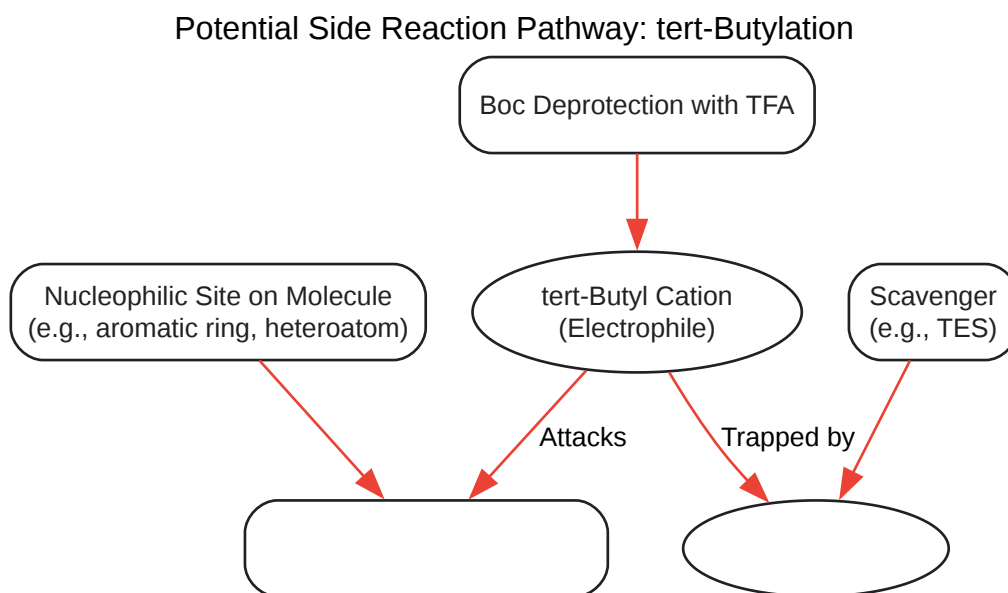 Potential Side Reaction Pathway: tert-Butylation
Boc Deprotection with TFA
Nucleophilic Site on Molecule
(e.g., aromatic ring, heteroatom)
tert-Butyl Cation
(Electrophile)
Scavenger
(e.g., TES)
Attacks
Trapped by